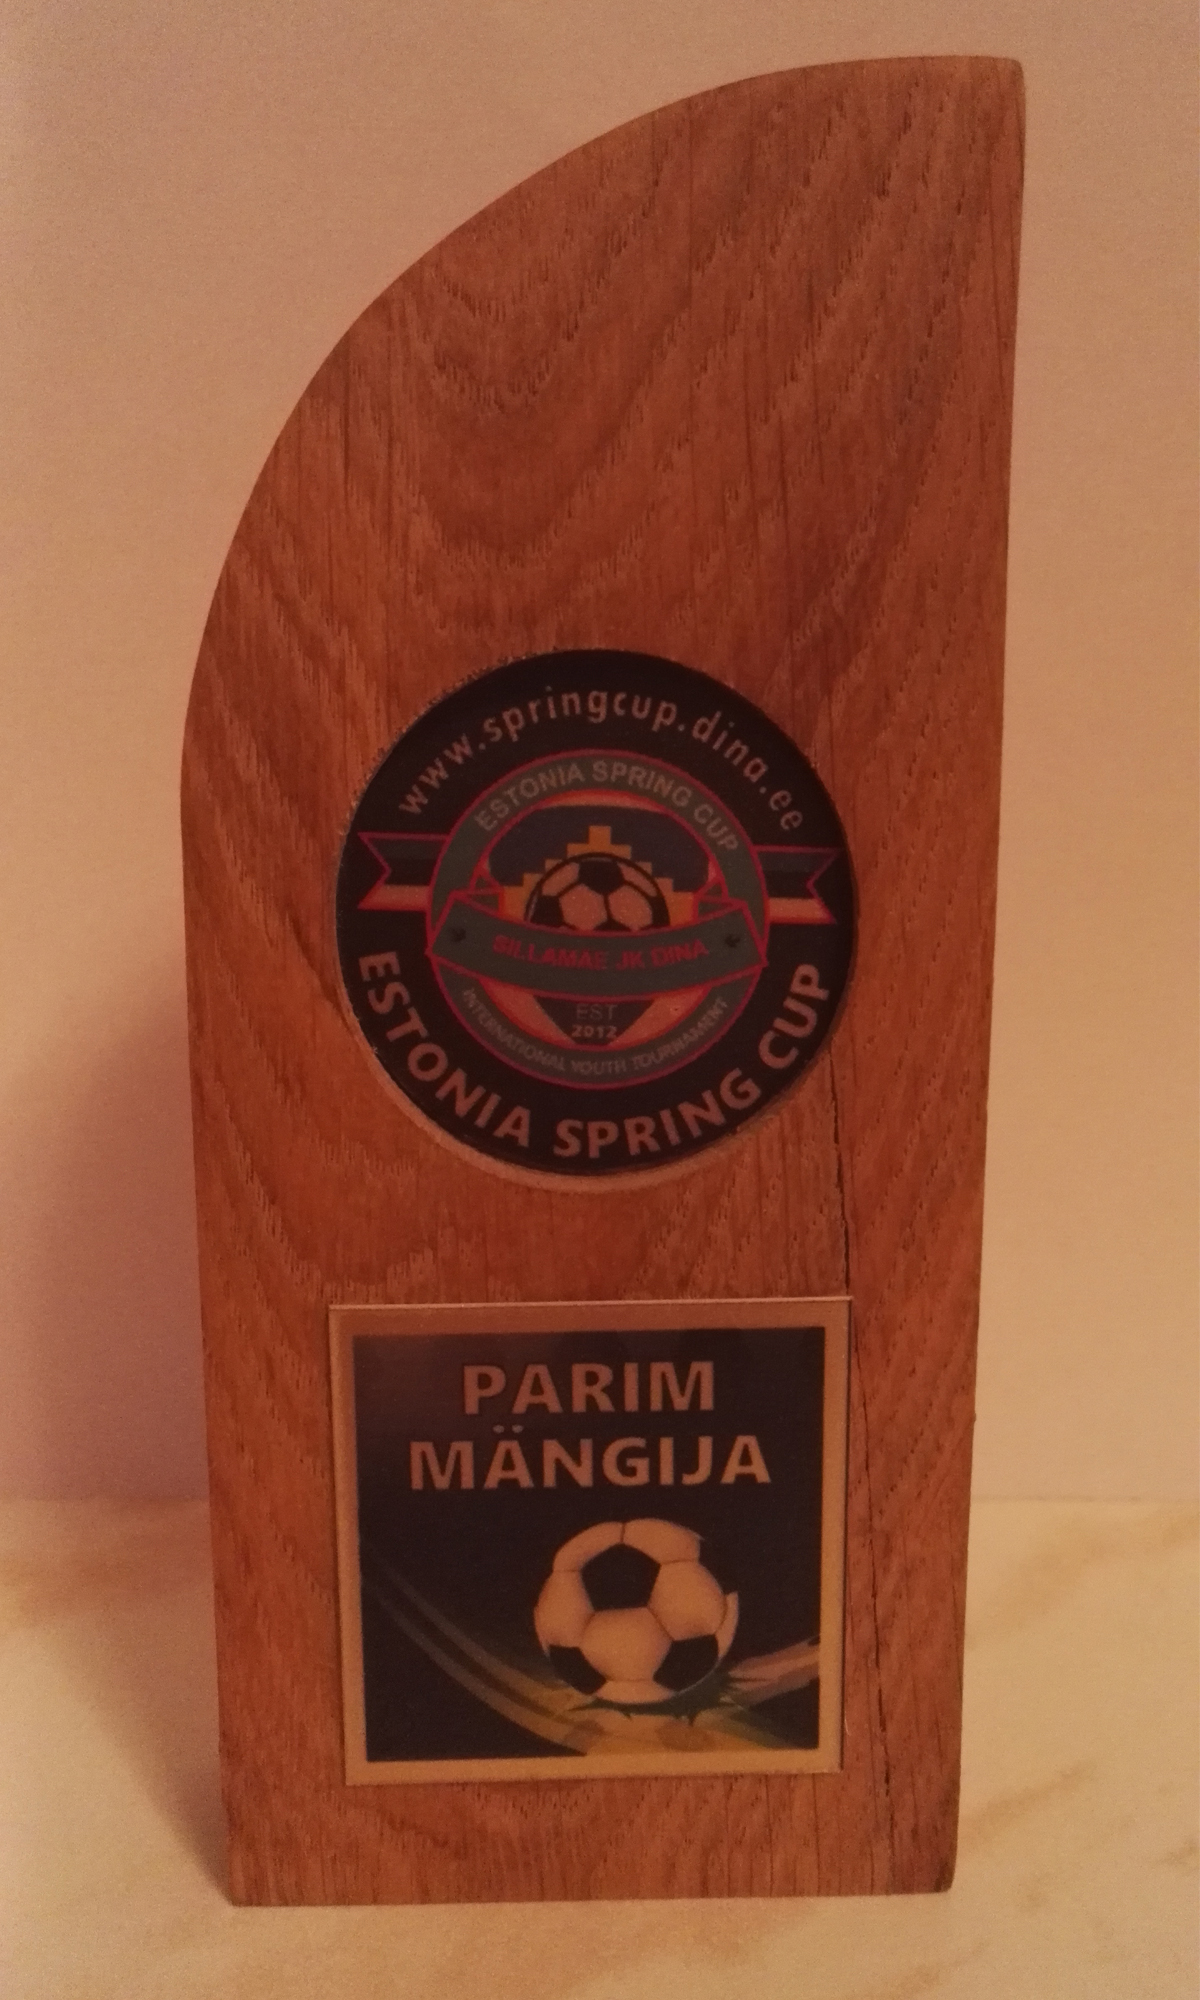 www.springcup.dina.ee
ESTONIA SPRING CUP
SILLAMAE JK DINA
EST
2012
INTERNATIONAL YOUTH TOURNAMENT
ESTONIA SPRING CUP
PARIM
MÄNGIJA